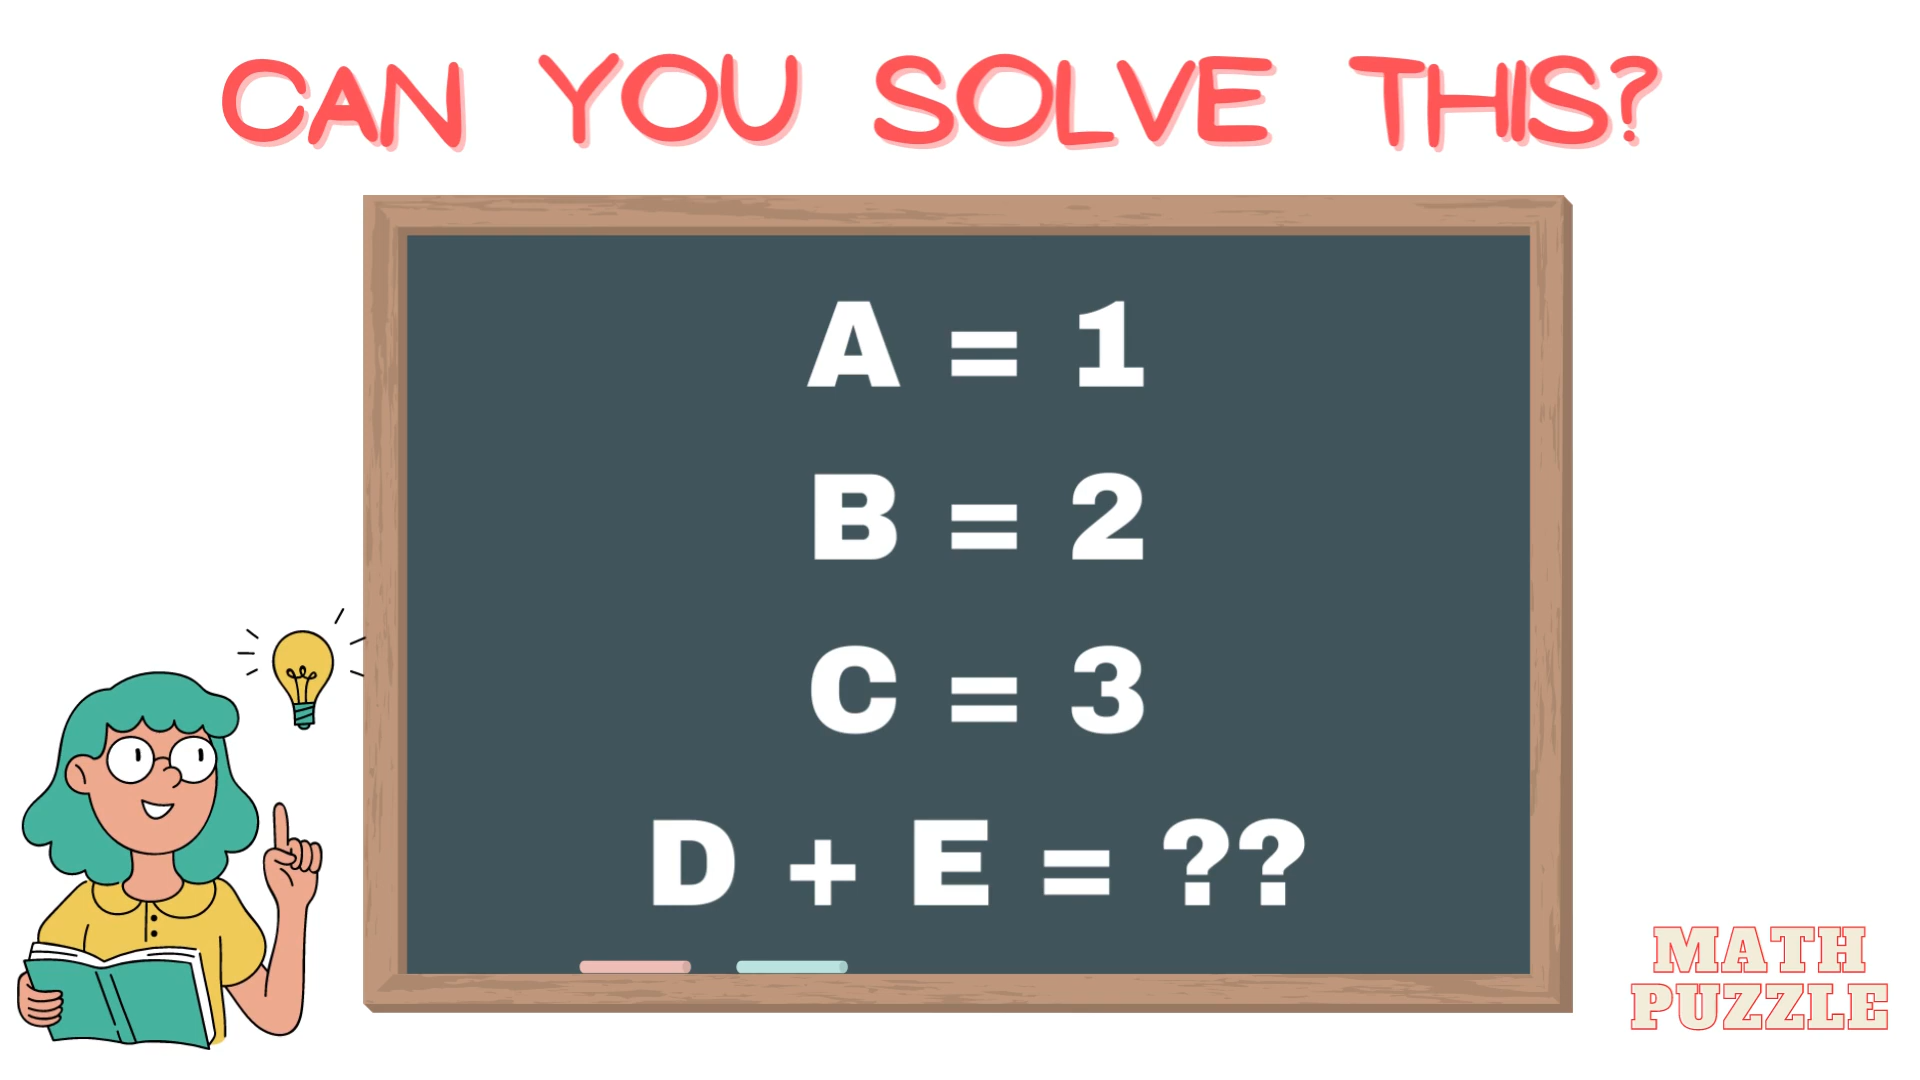 CAN YOU SOLVE THIS?
A = 1
B = 2
C = 3
D + E = ??
MATH
PUZZLE